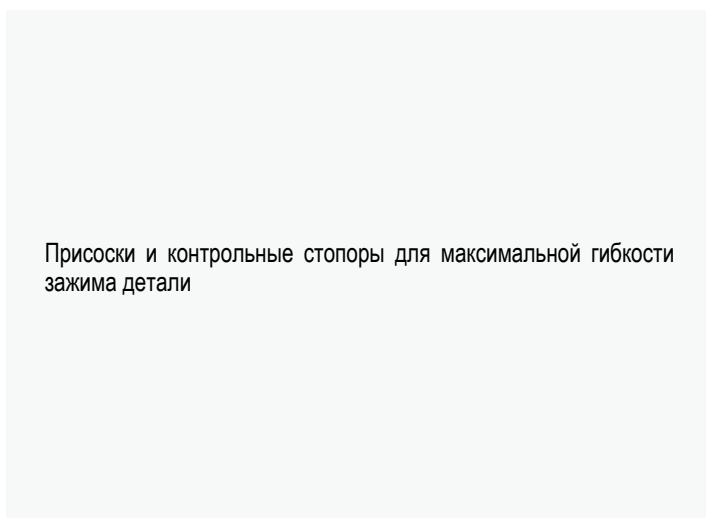 Присоски и контрольные стопоры для максимальной гибкости
зажима детали